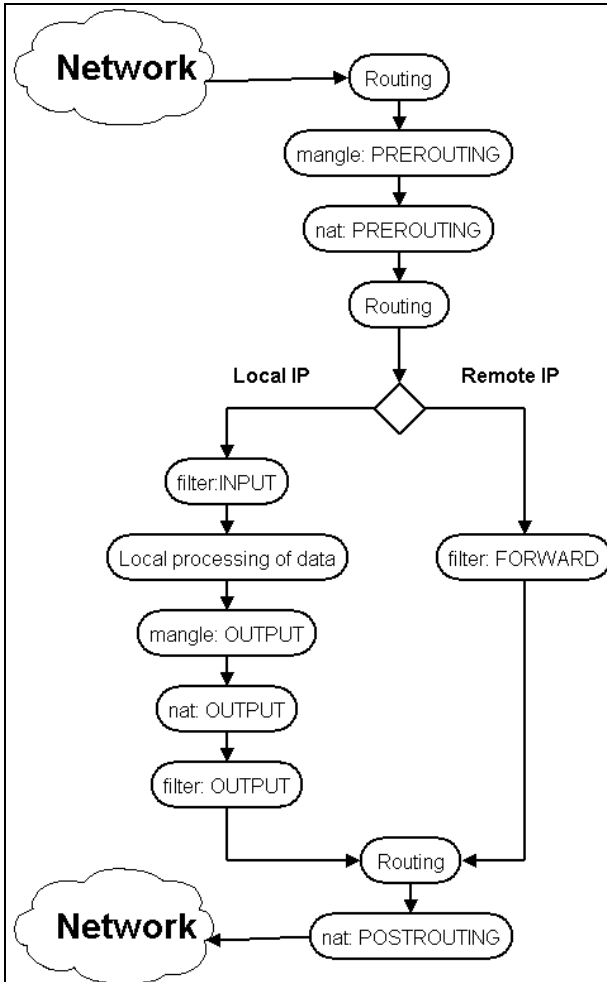 Network
Routing
mangle: PREROUTING
nat: PREROUTING
Routing
Local IP
Remote IP
filter:INPUT
Local processing of data
filter: FORWARD
mangle: OUTPUT
nat: OUTPUT
filter: OUTPUT
Routing
Network
nat: POSTROUTING